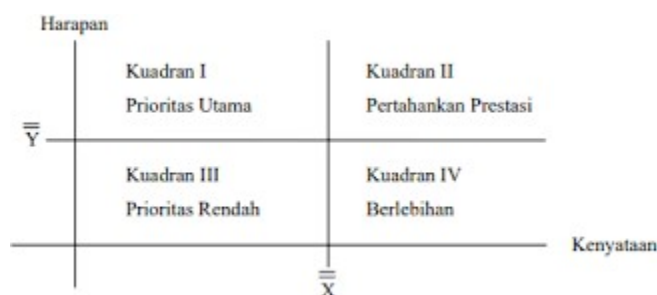 Harapan
Kuadran I
Prioritas Utama
Kuadran II
Pertahankan Prestasi
Y̿
Kuadran III
Prioritas Rendah
Kuadran IV
Berlebihan
Kenyataan
X̿